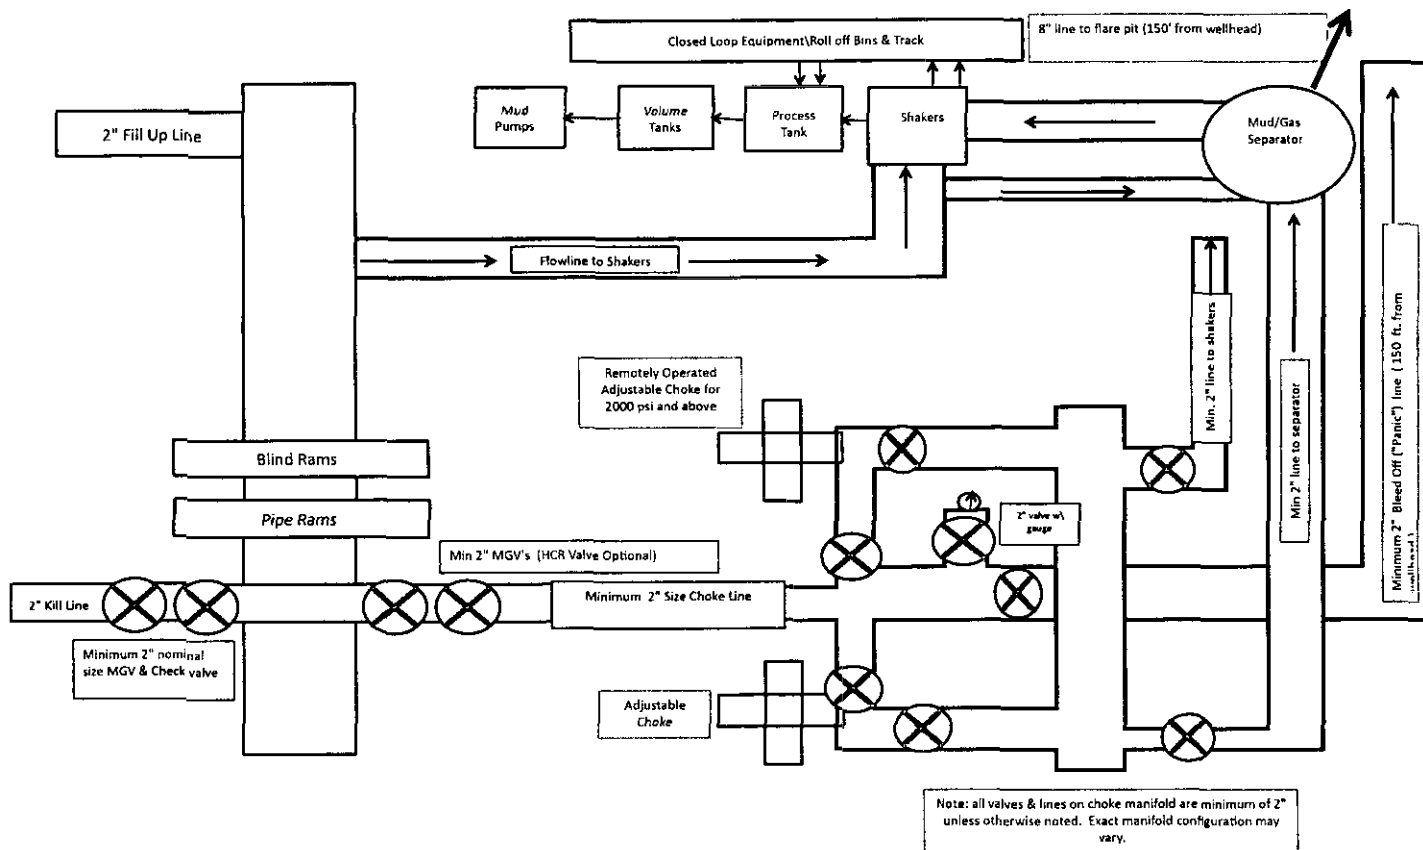 Closed Loop Equipment\Roll off Bins & Track
8" line to flare pit (150' from wellhead)
2" Fill Up Line
Mud
Pumps
Volume
Tanks
Process
Tank
Shakers
Mud/Gas
Separator
Flowline to Shakers
Remotely Operated
Adjustable Choke for
2000 psi and above
Min. 2" line to shakers
Min 2" line to separator
Minimum 2" Bleed Off ("Panic") line ( 150 ft. from
wellhead)
Blind Rams
Pipe Rams
2" valve w\
gauge
Min 2" MGV's (HCR Valve Optional)
2" Kill Line
Minimum 2" Size Choke Line
Minimum 2" nominal
size MGV & Check valve
Adjustable
Choke
Note: all valves & lines on choke manifold are minimum of 2"
unless otherwise noted. Exact manifold configuration may
vary.